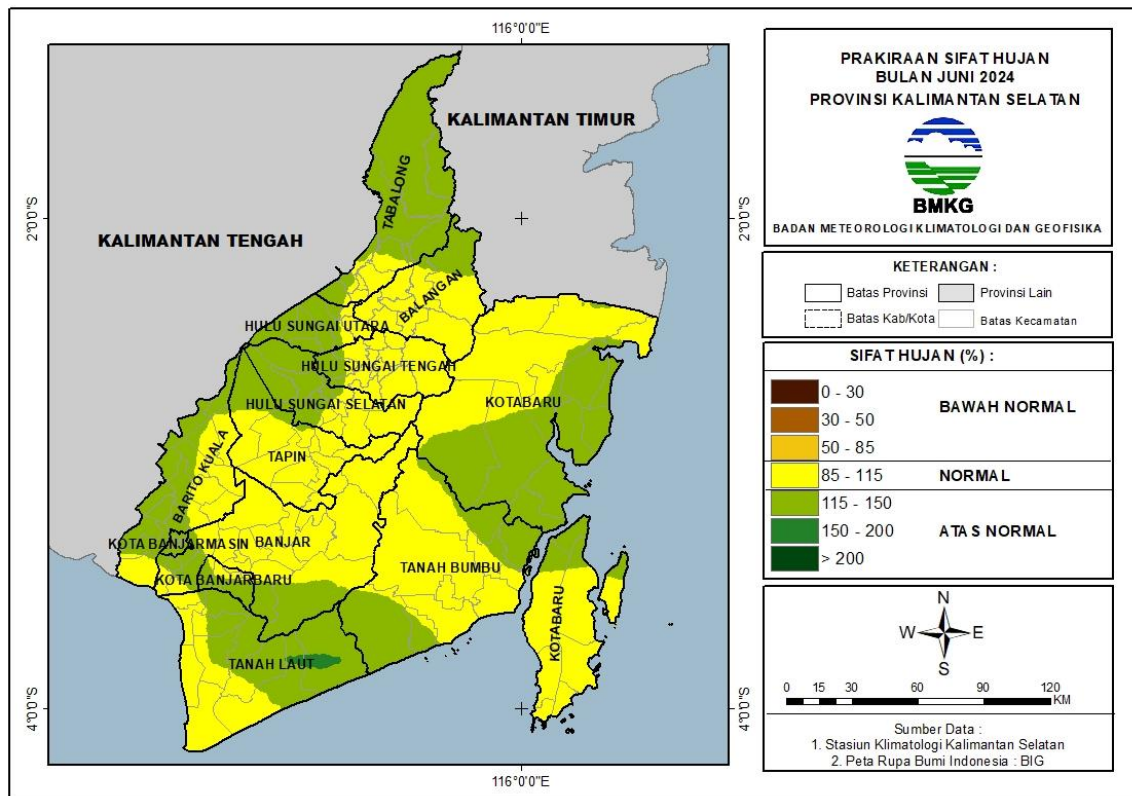 116°0'0"E
KALIMANTAN TIMUR
KALIMANTAN TENGAH
2°0'0"S
2°0'0"S
TABALONG
BALANGAN
HULU SUNGAI UTARA
HULU SUNGAI TENGAH
HULU SUNGAI SELATAN
KOTABARU
TAPIN
BARITO KUALA
KOTA BANJARMASIN
BANJAR
KOTA BANJARBARU
TANAH BUMBU
KOTABARU
TANAH LAUT
4°0'0"S
4°0'0"S
116°0'0"E
PRAKIRAAN SIFAT HUJAN
BULAN JUNI 2024
PROVINSI KALIMANTAN SELATAN
BMKG
BADAN METEOROLOGI KLIMATOLOGI DAN GEOFISIKA
KETERANGAN :
Batas Provinsi Provinsi Lain
Batas Kab/Kota Batas Kecamatan
SIFAT HUJAN (%) :
0 - 30
30 - 50
50 - 85
BAWAH NORMAL
85 - 115 NORMAL
115 - 150
150 - 200
> 200
ATAS NORMAL
N
W E
S
0 15 30 60 90 120
KM
Sumber Data :
1. Stasiun Klimatologi Kalimantan Selatan
2. Peta Rupa Bumi Indonesia : BIG